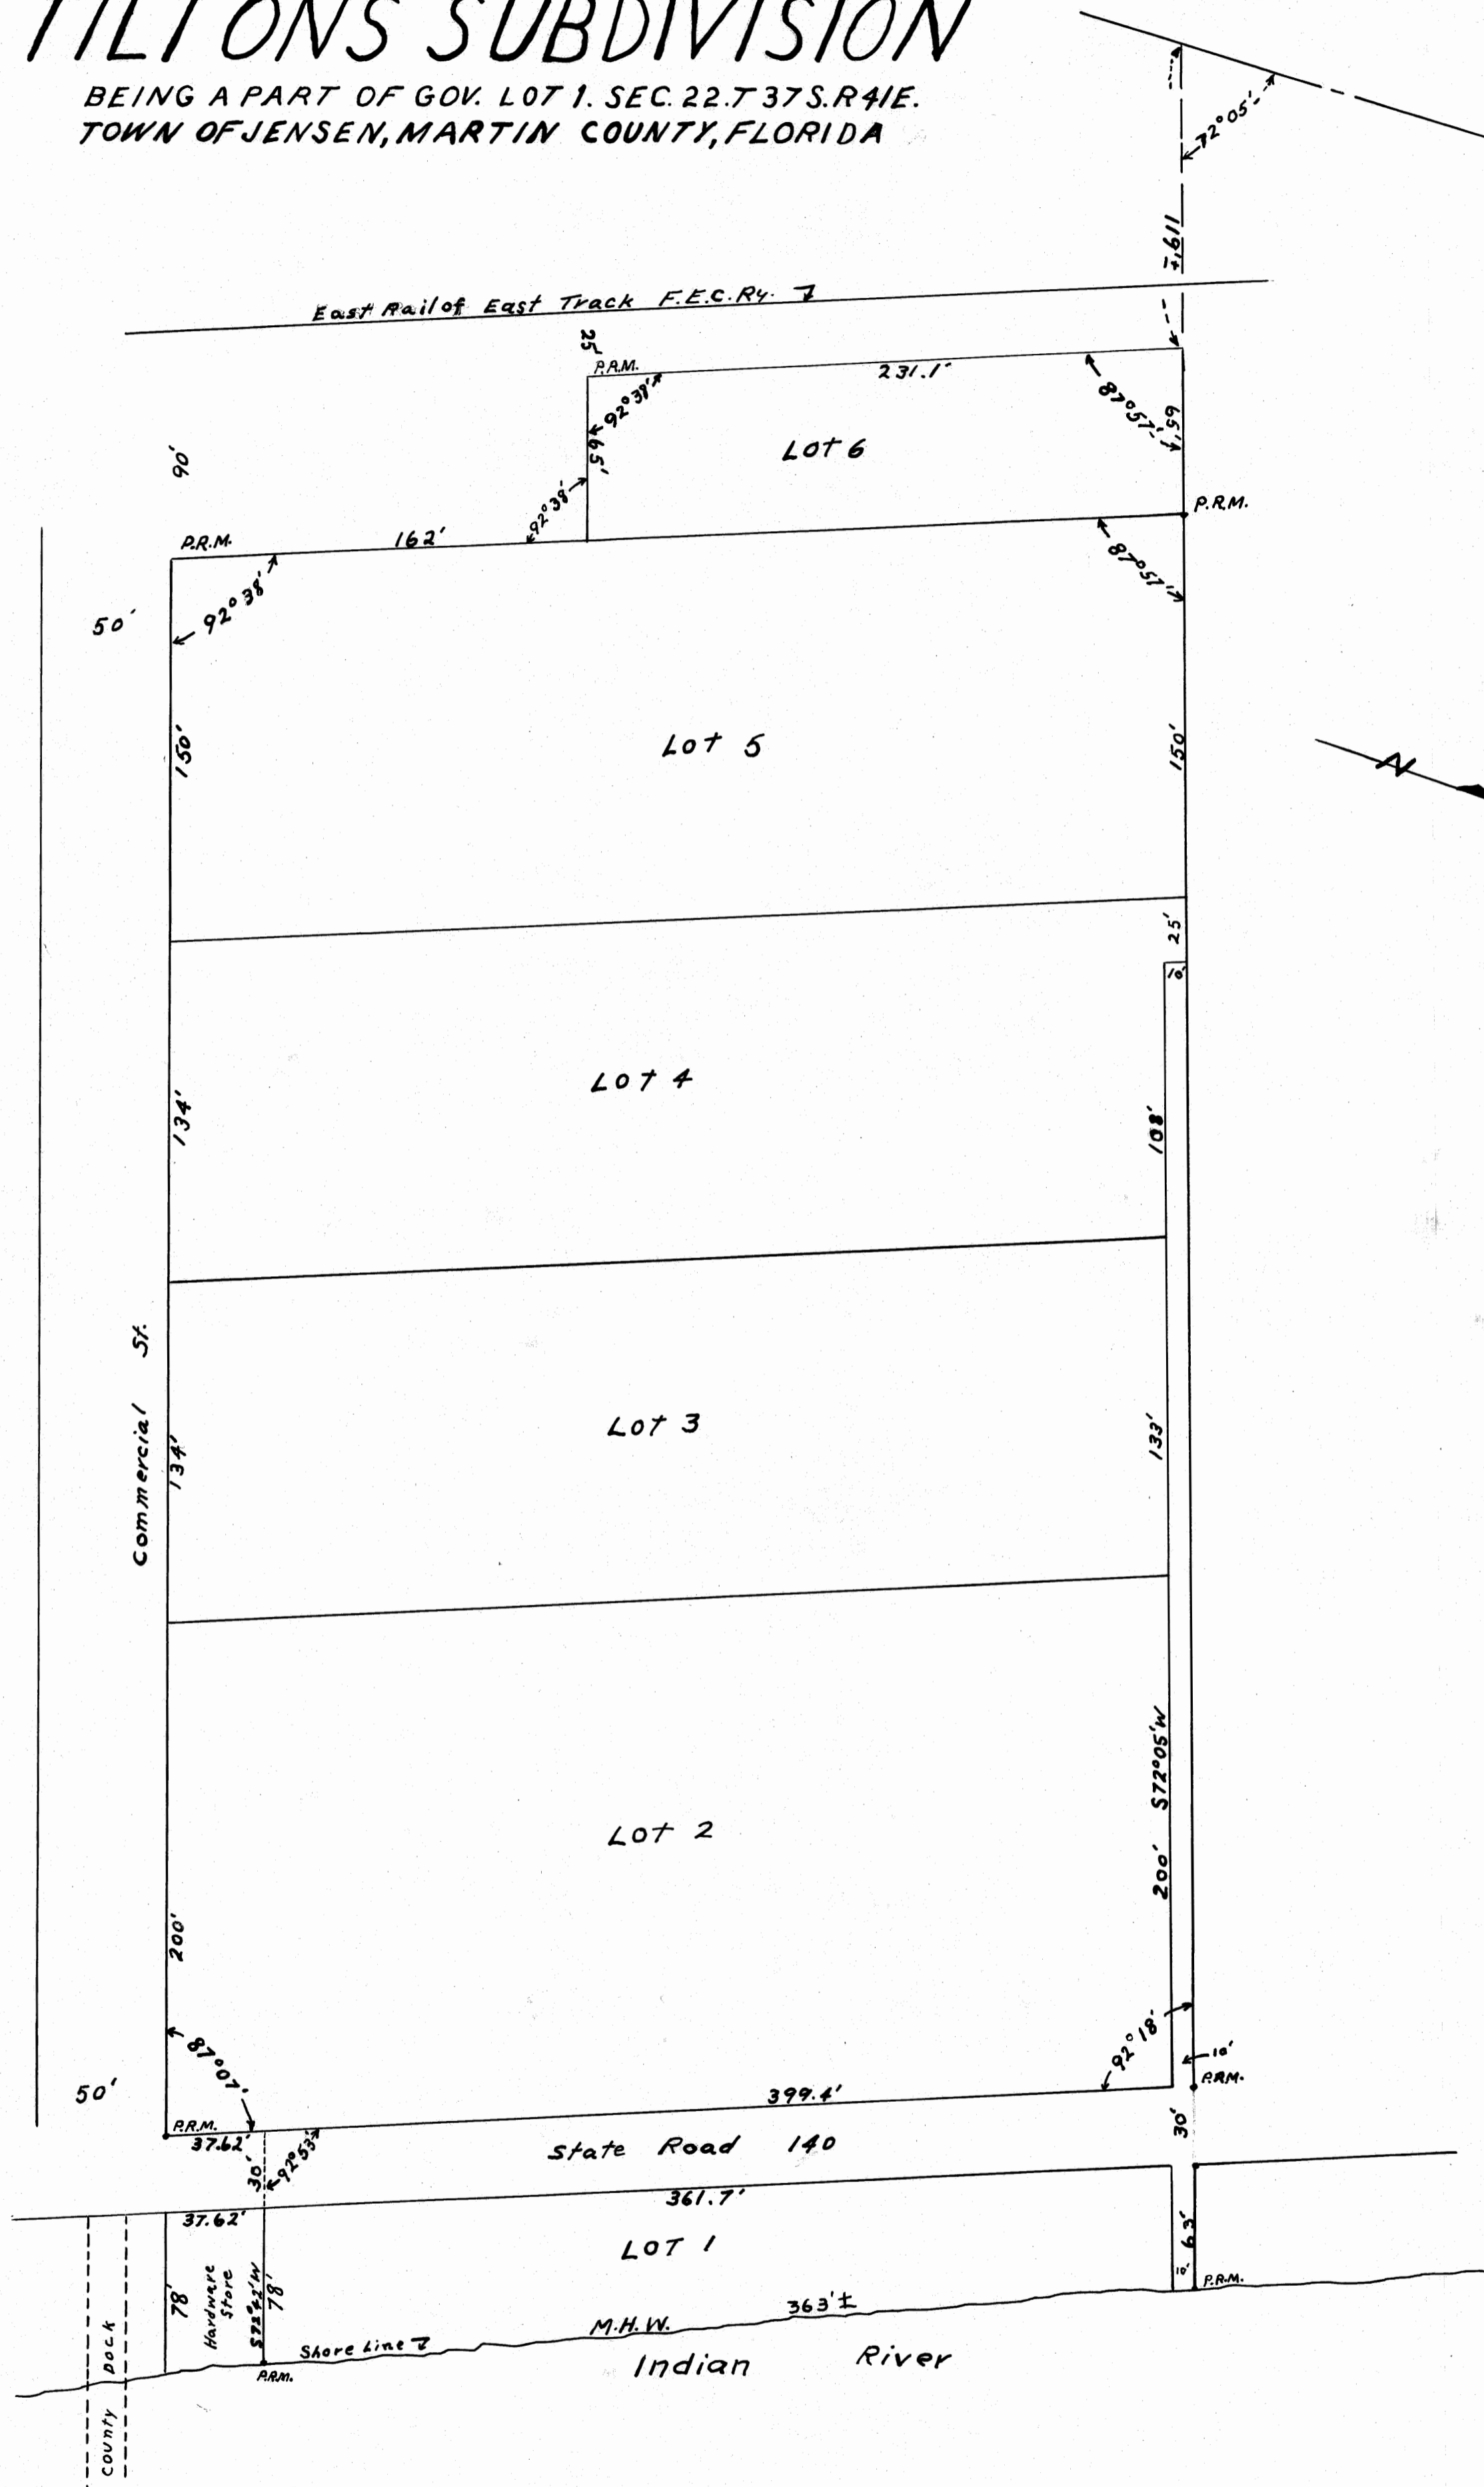 TILTONS SUBDIVISION
BEING A PART OF GOV. LOT 1. SEC. 22. T 37 S. R 41 E.
TOWN OF JENSEN, MARTIN COUNTY, FLORIDA
72°05'
East Rail of East Track F.E.C. Ry.
25'
P.R.M.
231.1'
92°38'
65'
87°57'
65'
LOT 6
90'
92°38'
P.R.M.
P.R.M.
162'
92°38'
87°57'
50'
150'
LOT 5
150'
N
25'
10'
134'
LOT 4
108'
Commercial St.
134'
LOT 3
133'
S72°05'W
200'
LOT 2
200'
87°07'
92°18'
10'
50'
399.4'
P.R.M.
P.R.M.
37.62'
30'
92°53'
State Road 140
30'
37.62'
361.7'
LOT 1
63'
10'
78'
Hardware Store
S72°42'W
78'
P.R.M.
363'±
M.H.W.
Shore Line
P.R.M.
Indian River
County Dock